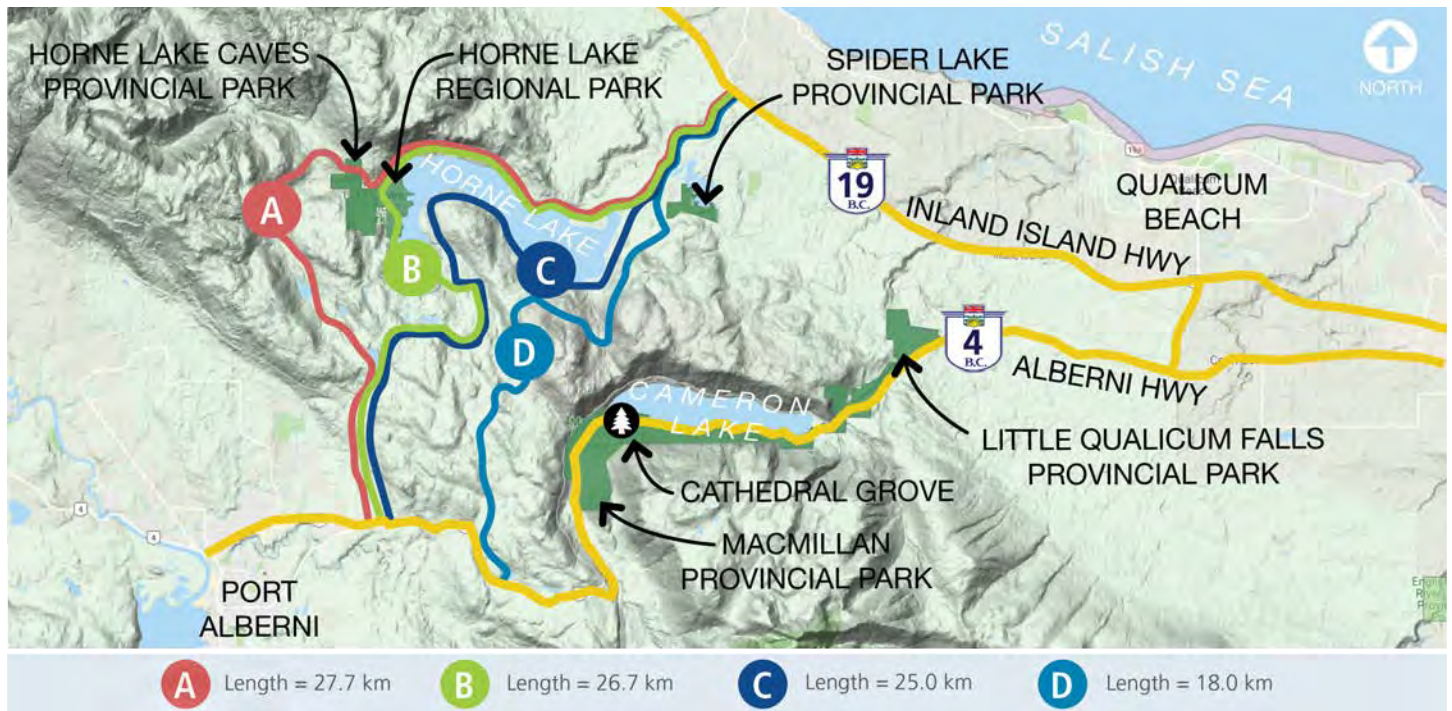 HORNE LAKE CAVES
PROVINCIAL PARK
HORNE LAKE
REGIONAL PARK
SPIDER LAKE
PROVINCIAL PARK
SALISH SEA
NORTH
19A
HORNE LAKE
A
B
C
D
19
B.C.
QUALICUM
BEACH
INLAND ISLAND HWY
4
B.C.
ALBERNI HWY
CAMERON
LAKE
LITTLE QUALICUM FALLS
PROVINCIAL PARK
CATHEDRAL GROVE
MACMILLAN
PROVINCIAL PARK
4
4
PORT
ALBERNI
A Length = 27.7 km
B Length = 26.7 km
C Length = 25.0 km
D Length = 18.0 km